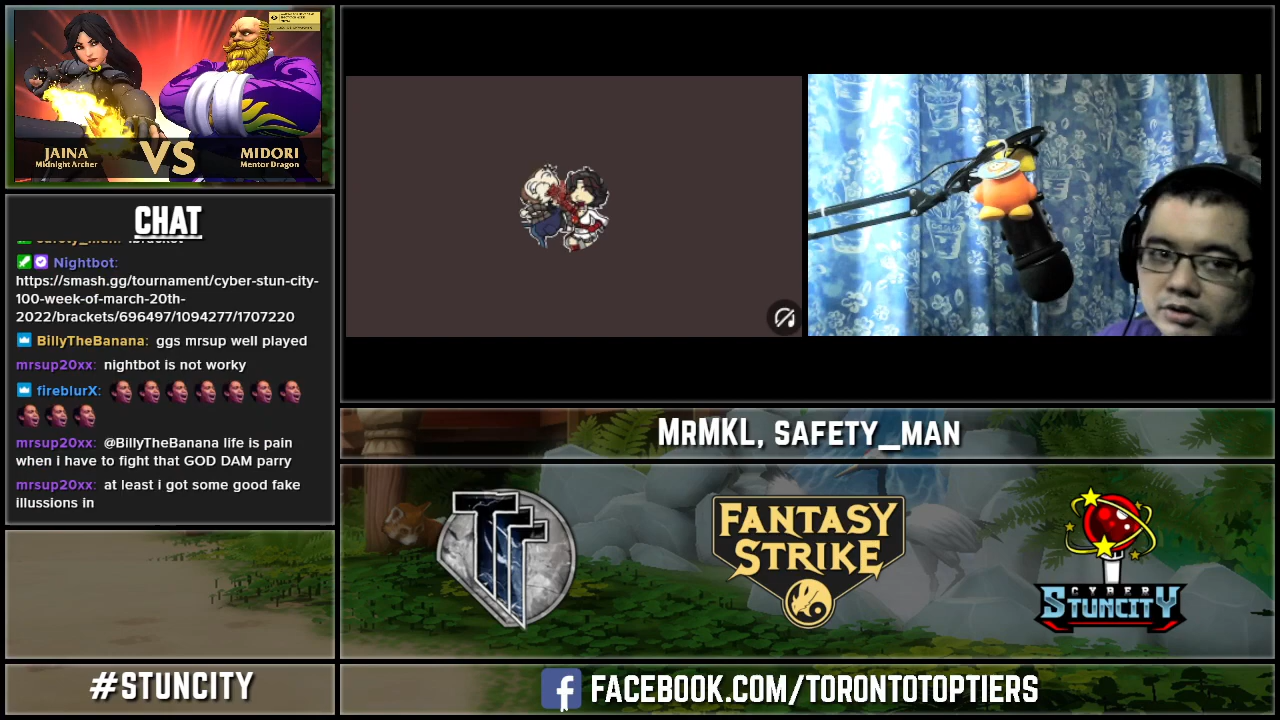 JAINA
Midnight Archer
VS
MIDORI
Mentor Dragon
CHAT
Nightbot:
https://smash.gg/tournament/cyber-stun-city-
100-week-of-march-20th-
2022/brackets/696497/1094277/1707220
BillyTheBanana: ggs mrsup well played
mrsup20xx: nightbot is not worky
fireblurX:
mrsup20xx: @BillyTheBanana life is pain
when i have to fight that GOD DAM parry
mrsup20xx: at least i got some good fake
illussions in
MrMKL, safety_man
TTT
FANTASY
STRIKE
CYBER
STUNCITY
#STUNCITY
f FACEBOOK.COM/TORONTOTOPTIERS